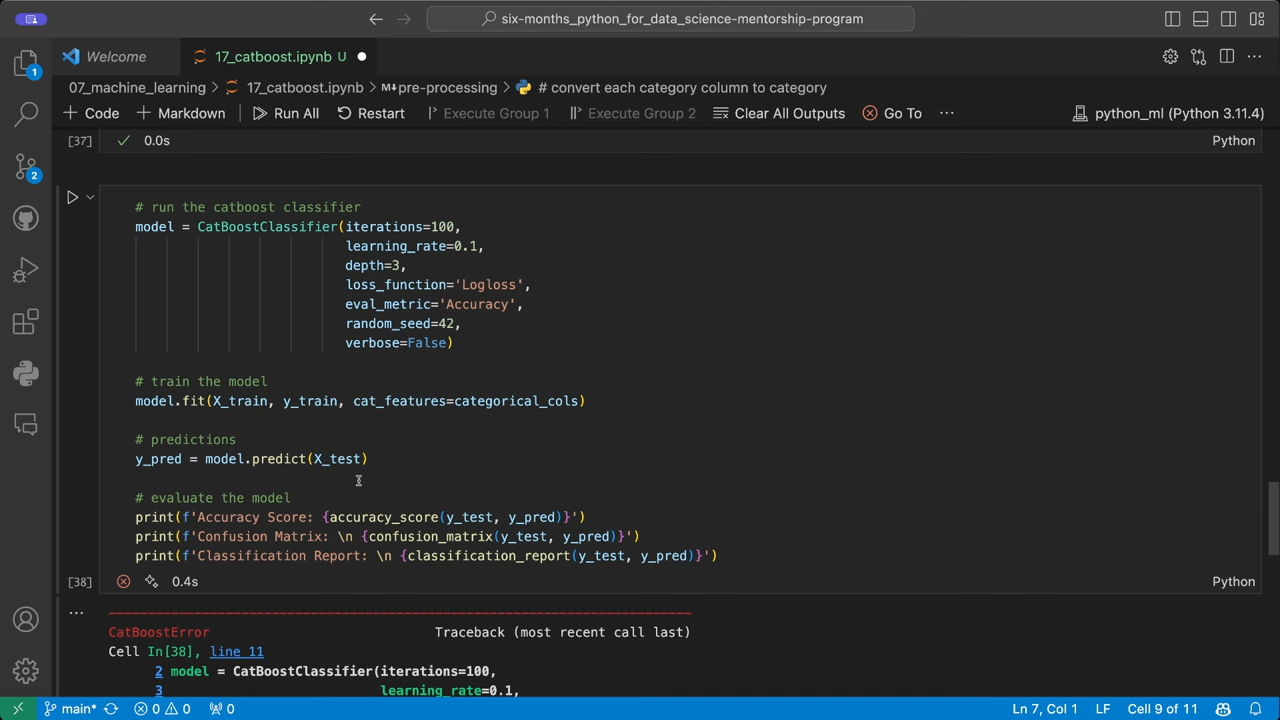 six-months_python_for_data_science-mentorship-program
Welcome
17_catboost.ipynb U
07_machine_learning > 17_catboost.ipynb > M↓pre-processing > # convert each category column to category
+ Code + Markdown | Run All Restart Execute Group 1 Execute Group 2 Clear All Outputs Go To ... python_ml (Python 3.11.4)
[37] 0.0s Python
# run the catboost classifier
model = CatBoostClassifier(iterations=100,
learning_rate=0.1,
depth=3,
loss_function='Logloss',
eval_metric='Accuracy',
random_seed=42,
verbose=False)
# train the model
model.fit(X_train, y_train, cat_features=categorical_cols)
# predictions
y_pred = model.predict(X_test)
# evaluate the model
print(f'Accuracy Score: {accuracy_score(y_test, y_pred)}')
print(f'Confusion Matrix: \n {confusion_matrix(y_test, y_pred)}')
print(f'Classification Report: \n {classification_report(y_test, y_pred)}')
[38] 0.4s Python
...
CatBoostError Traceback (most recent call last)
Cell In[38], line 11
2 model = CatBoostClassifier(iterations=100,
3 learning_rate=0.1,
1
2
main* 0 0 0 Ln 7, Col 1 LF Cell 9 of 11